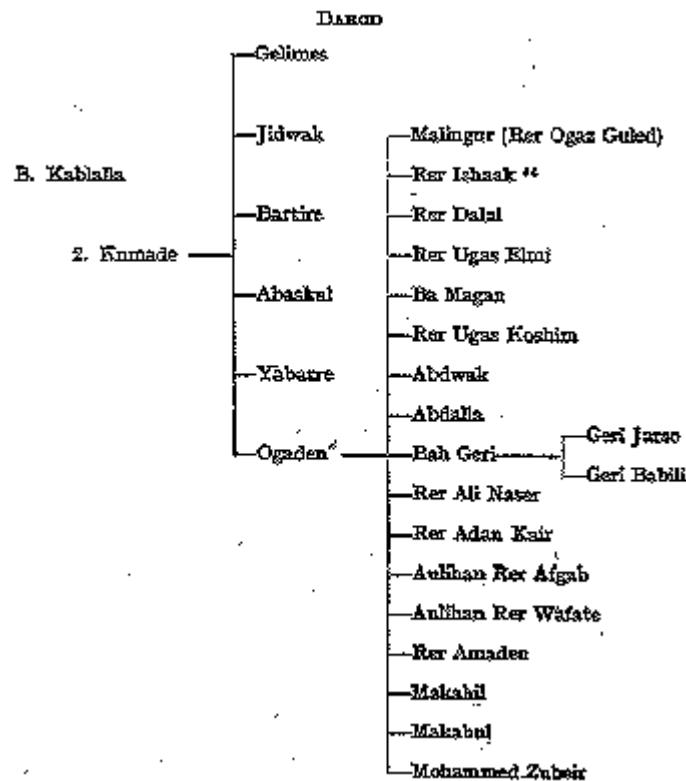 DAROD
Gelimes
Jidwak
Malingur (Rer Ogaz Guled)
B. Kablalla
Rer Ishaak
Bartire
Rer Dalal
2. Kumade
Rer Ugas Elmi
Abaskul
Ba Magan
Rer Ugas Koshim
Yabarre
Abdwak
Abdalla
Geri Jarso
Ogaden
Bah Geri
Geri Babili
Rer Ali Naser
Rer Adan Kair
Aulihan Rer Afgab
Aulihan Rer Wafate
Rer Amaden
Makahil
Makabul
Mohammed Zubeir